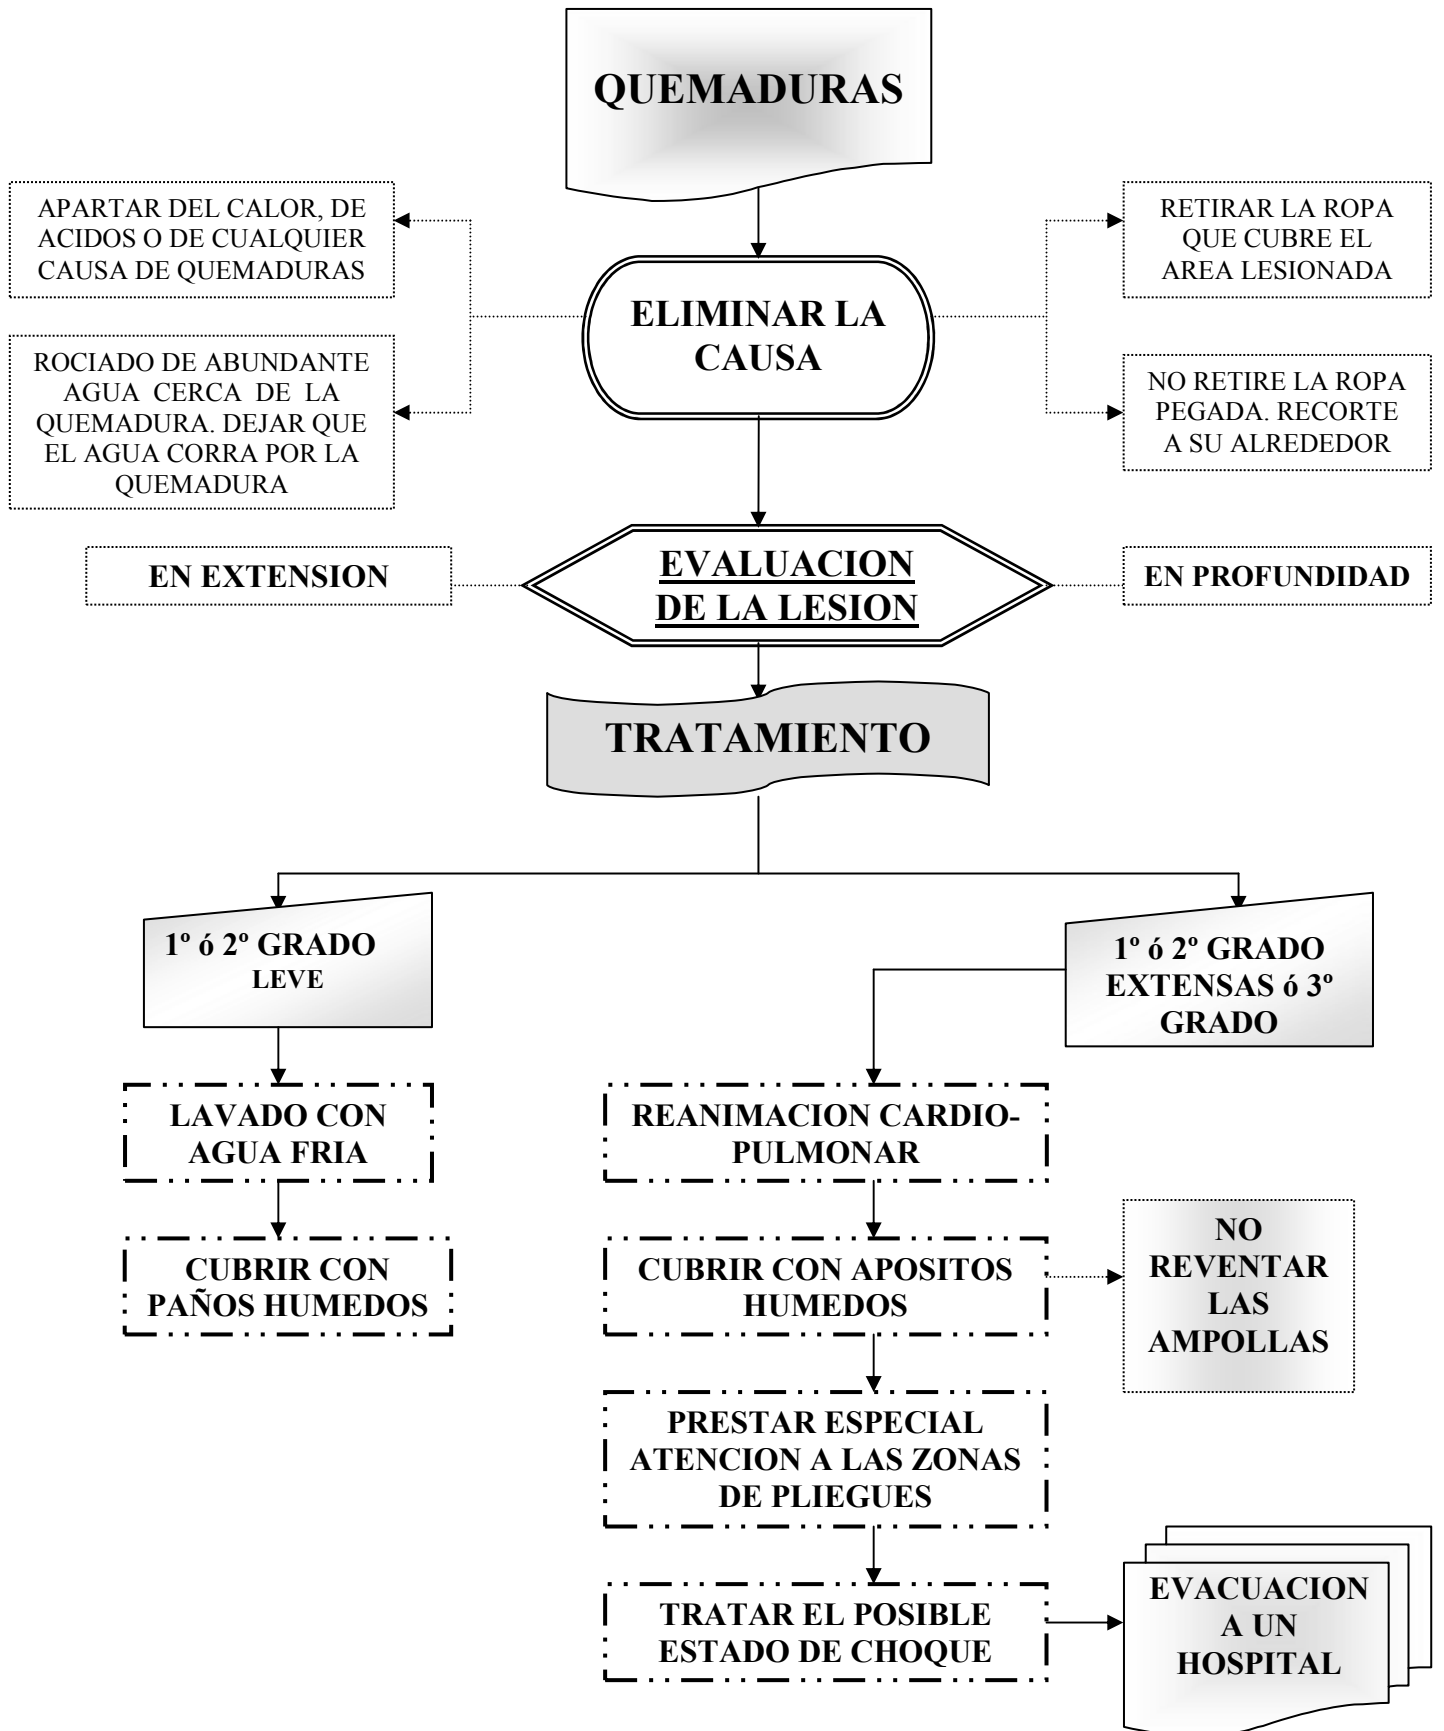 QUEMADURAS
APARTAR DEL CALOR, DE
ACIDOS O DE CUALQUIER
CAUSA DE QUEMADURAS
RETIRAR LA ROPA
QUE CUBRE EL
AREA LESIONADA
ELIMINAR LA
CAUSA
ROCIADO DE ABUNDANTE
AGUA CERCA DE LA
QUEMADURA. DEJAR QUE
EL AGUA CORRA POR LA
QUEMADURA
NO RETIRE LA ROPA
PEGADA. RECORTE
A SU ALREDEDOR
EN EXTENSION
EVALUACION
DE LA LESION
EN PROFUNDIDAD
TRATAMIENTO
1º ó 2º GRADO
LEVE
1º ó 2º GRADO
EXTENSAS ó 3º
GRADO
LAVADO CON
AGUA FRIA
REANIMACION CARDIO-
PULMONAR
CUBRIR CON
PAÑOS HUMEDOS
CUBRIR CON APOSITOS
HUMEDOS
NO
REVENTAR
LAS
AMPOLLAS
PRESTAR ESPECIAL
ATENCION A LAS ZONAS
DE PLIEGUES
TRATAR EL POSIBLE
ESTADO DE CHOQUE
EVACUACION
A UN
HOSPITAL